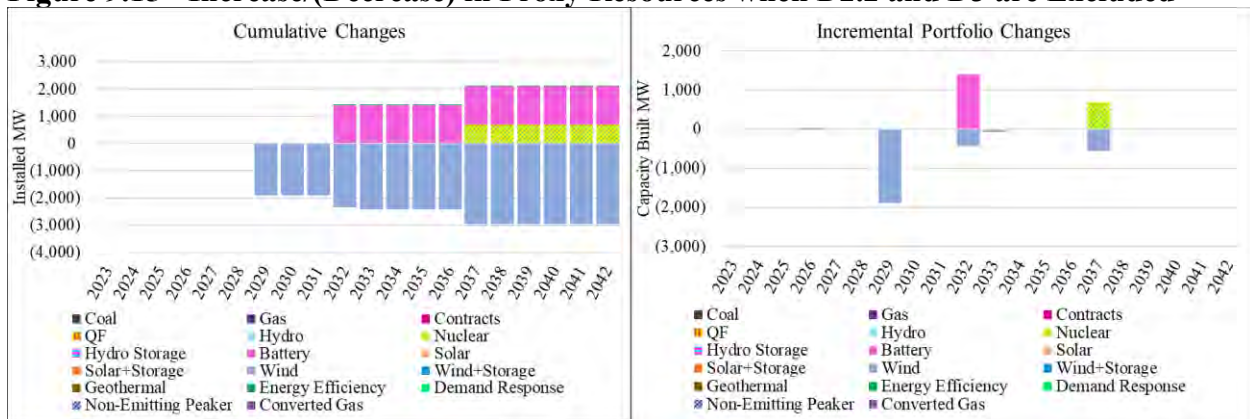 Cumulative Changes
Installed MW
3,000
2,000
1,000
0
(1,000)
(2,000)
(3,000)
(4,000)
2023 2024 2025 2026 2027 2028 2029 2030 2031 2032 2033 2034 2035 2036 2037 2038 2039 2040 2041 2042
Coal Gas Contracts
QF Hydro Nuclear
Hydro Storage Battery Solar
Solar+Storage Wind Wind+Storage
Geothermal Energy Efficiency Demand Response
Non-Emitting Peaker Converted Gas
Incremental Portfolio Changes
Capacity Built MW
2,000
1,000
0
(1,000)
(2,000)
(3,000)
2023 2024 2025 2026 2027 2028 2029 2030 2031 2032 2033 2034 2035 2036 2037 2038 2039 2040 2041 2042
Coal Gas Contracts
QF Hydro Nuclear
Hydro Storage Battery Solar
Solar+Storage Wind Wind+Storage
Geothermal Energy Efficiency Demand Response
Non-Emitting Peaker Converted Gas